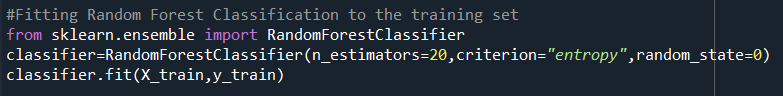 #Fitting Random Forest Classification to the training set
from sklearn.ensemble import RandomForestClassifier
classifier=RandomForestClassifier(n_estimators=20,criterion="entropy",random_state=0)
classifier.fit(X_train,y_train)